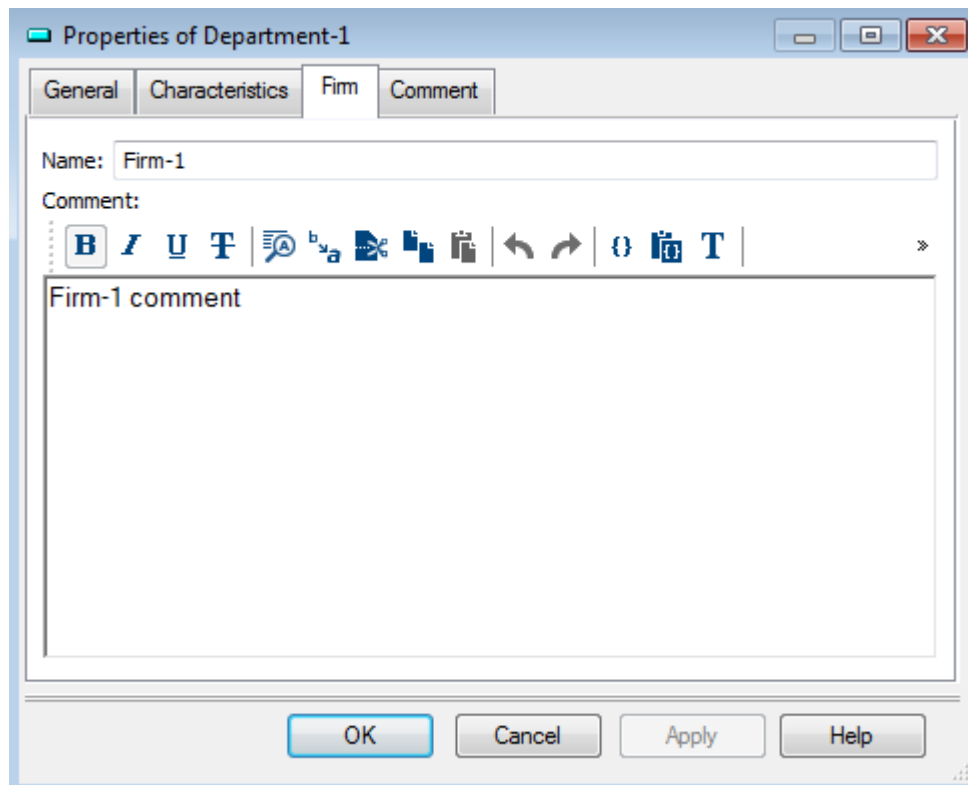 Properties of Department-1
General Characteristics Firm Comment
Name: Firm-1
Comment:
B I U T b a {} T »
Firm-1 comment
OK Cancel Apply Help